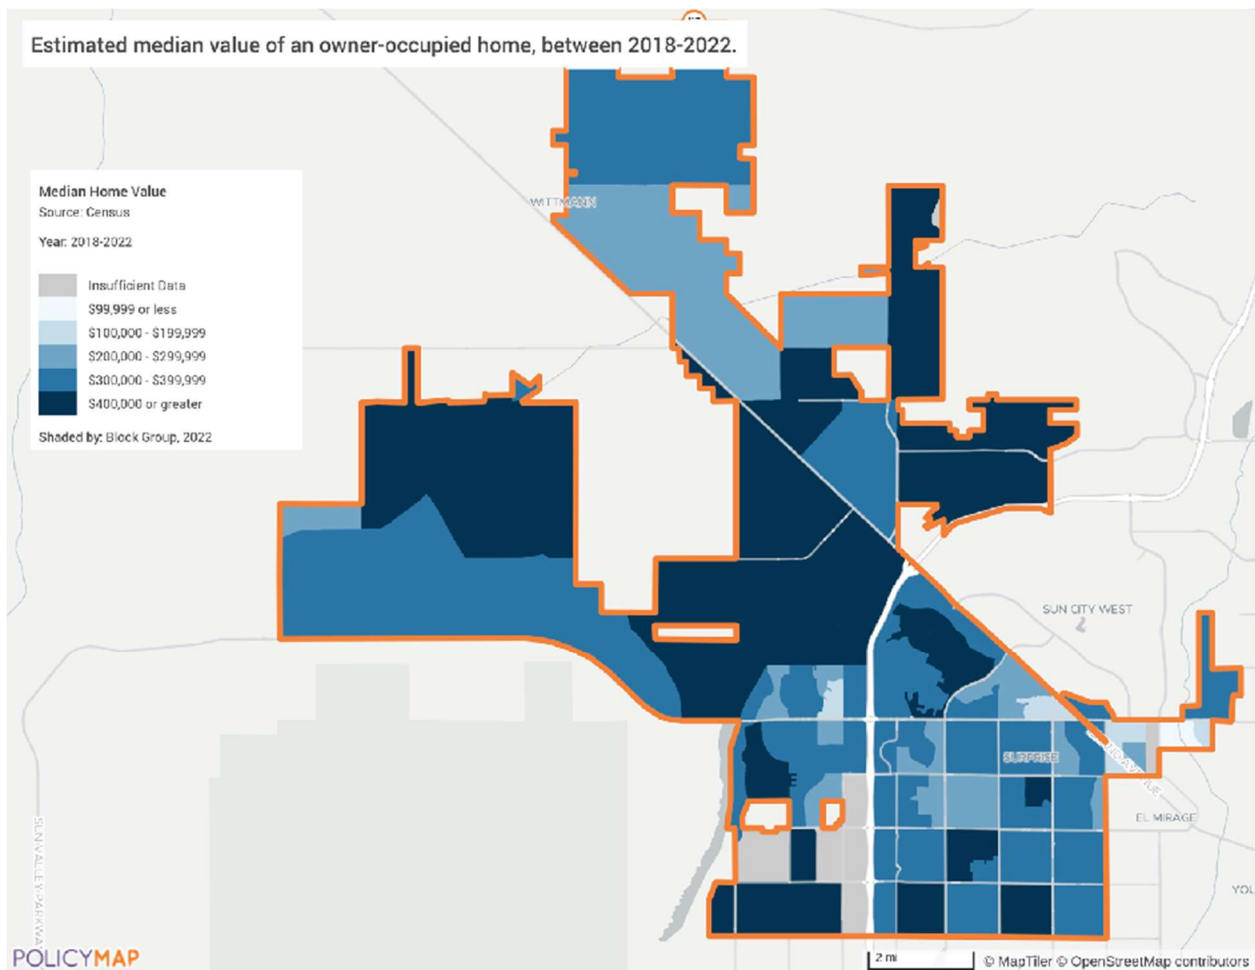 Estimated median value of an owner-occupied home, between 2018-2022.
Median Home Value
Source: Census
Year: 2018-2022
Insufficient Data
$99,999 or less
$100,000 - $199,999
$200,000 - $299,999
$300,000 - $399,999
$400,000 or greater
Shaded by: Block Group, 2022
WITTMANN
SUN CITY WEST
SURPRISE
EL MIRAGE
YOU
POLICYMAP
2 mi
© MapTiler © OpenStreetMap contributors